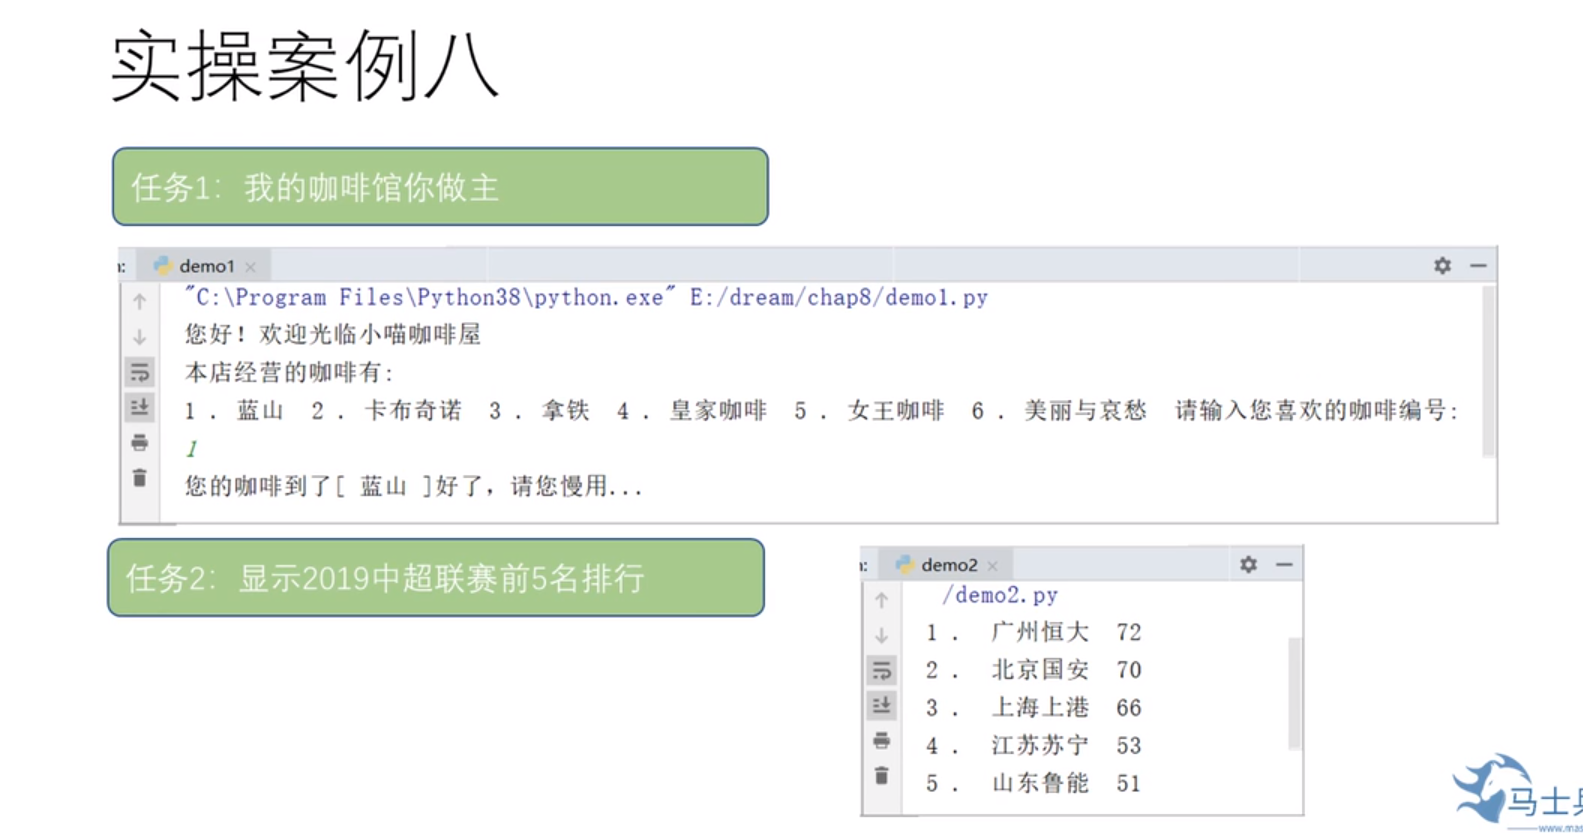 实操案例八
任务1：我的咖啡馆你做主
demo1
"C:\Program Files\Python38\python.exe" E:/dream/chap8/demo1.py
您好！欢迎光临小喵咖啡屋
本店经营的咖啡有:
1 . 蓝山 2 . 卡布奇诺 3 . 拿铁 4 . 皇家咖啡 5 . 女王咖啡 6 . 美丽与哀愁 请输入您喜欢的咖啡编号:
1
您的咖啡到了[ 蓝山 ]好了，请您慢用...
任务2：显示2019中超联赛前5名排行
demo2
/demo2.py
1 . 广州恒大 72
2 . 北京国安 70
3 . 上海上港 66
4 . 江苏苏宁 53
5 . 山东鲁能 51
马士